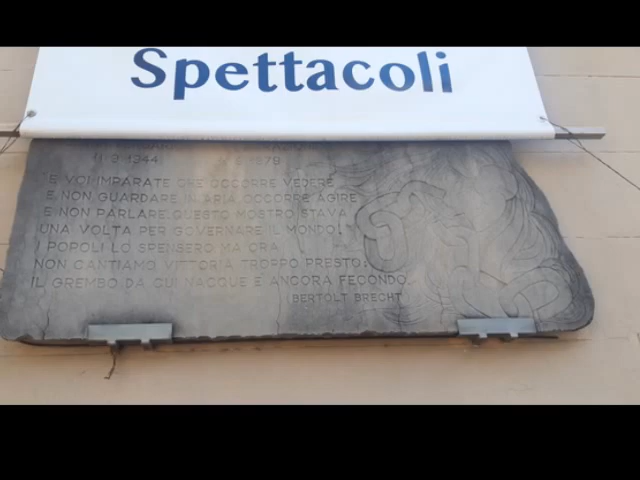 Spettacoli
11 9 1944
"E VOI IMPARATE CHE OCCORRE VEDERE
E NON GUARDARE IN ARIA, OCCORRE AGIRE
E NON PARLARE. QUESTO MOSTRO STAVA
UNA VOLTA PER GOVERNARE IL MONDO!
I POPOLI LO SPENSERO, MA ORA
NON CANTIAMO VITTORIA TROPPO PRESTO:
IL GREMBO DA CUI NACQUE È ANCORA FECONDO.
(BERTOLT BRECHT)